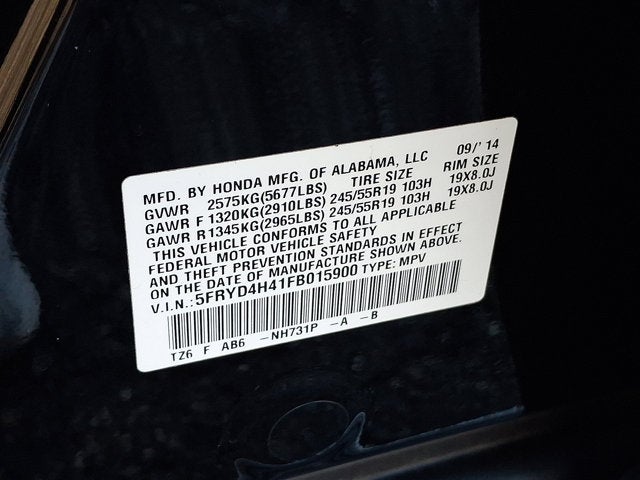 MFD. BY HONDA MFG. OF ALABAMA, LLC 09/'14
GVWR 2575KG(5677LBS) TIRE SIZE RIM SIZE
GAWR F 1320KG(2910LBS) 245/55R19 103H 19X8.0J
GAWR R 1345KG(2965LBS) 245/55R19 103H 19X8.0J
THIS VEHICLE CONFORMS TO ALL APPLICABLE
FEDERAL MOTOR VEHICLE SAFETY
AND THEFT PREVENTION STANDARDS IN EFFECT
ON THE DATE OF MANUFACTURE SHOWN ABOVE.
V.I.N.: 5FRYD4H41FB015900 TYPE: MPV
TZ6 F AB6 -NH731P -A -B